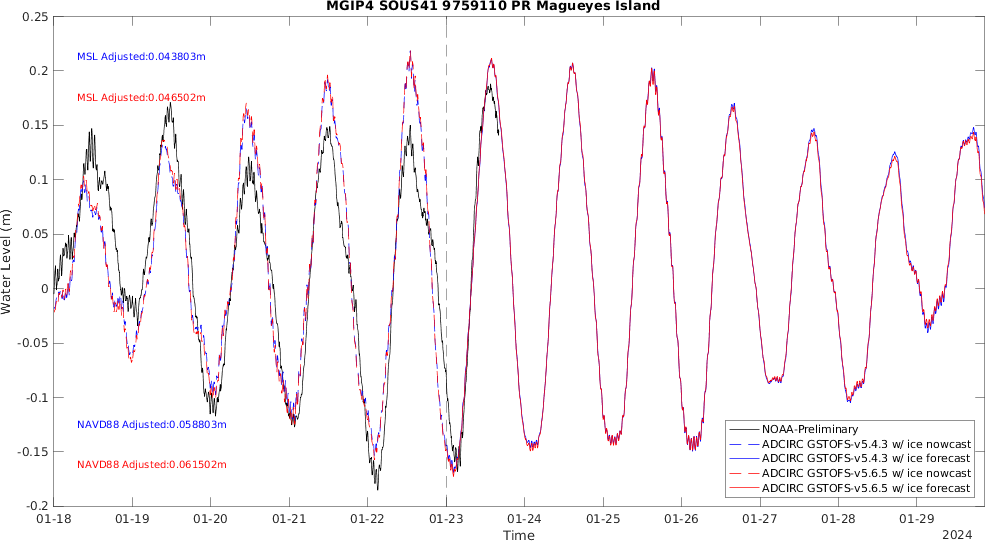 MGIP4 SOUS41 9759110 PR Magueyes Island
0.25
0.2
0.15
0.1
0.05
0
-0.05
-0.1
-0.15
-0.2
Water Level (m)
MSL Adjusted:0.043803m
MSL Adjusted:0.046502m
NAVD88 Adjusted:0.058803m
NAVD88 Adjusted:0.061502m
NOAA-Preliminary
ADCIRC GSTOFS-v5.4.3 w/ ice nowcast
ADCIRC GSTOFS-v5.4.3 w/ ice forecast
ADCIRC GSTOFS-v5.6.5 w/ ice nowcast
ADCIRC GSTOFS-v5.6.5 w/ ice forecast
01-18 01-19 01-20 01-21 01-22 01-23 01-24 01-25 01-26 01-27 01-28 01-29
Time
2024